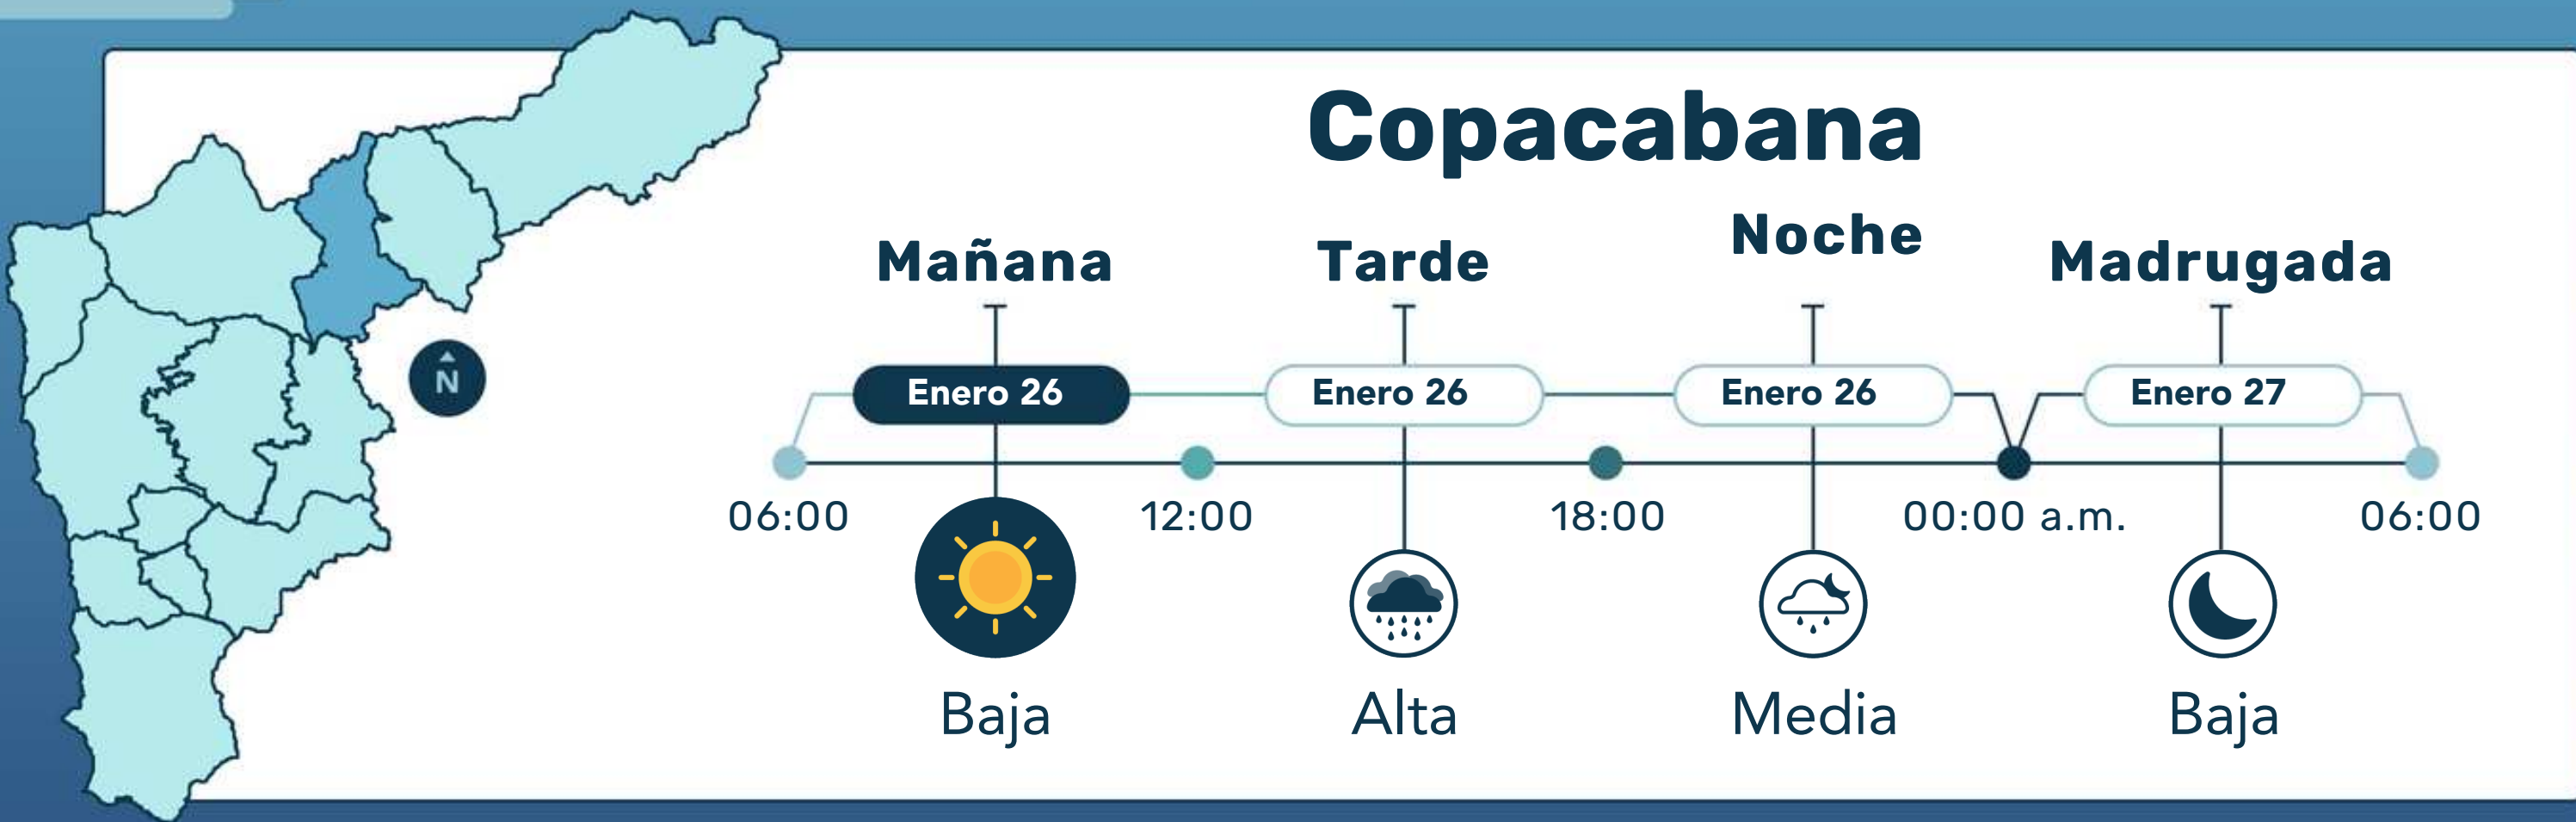 Copacabana
Mañana Tarde Noche Madrugada
Enero 26 Enero 26 Enero 26 Enero 27
N
06:00 12:00 18:00 00:00 a.m. 06:00
Baja Alta Media Baja